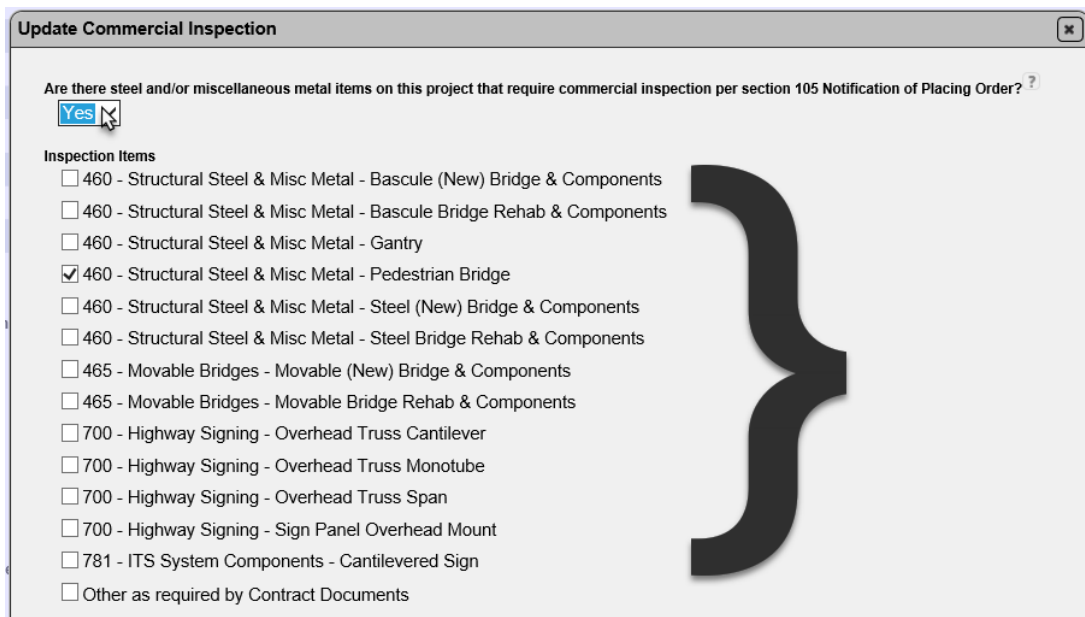 Update Commercial Inspection
Are there steel and/or miscellaneous metal items on this project that require commercial inspection per section 105 Notification of Placing Order? ?
Yes
Inspection Items
460 - Structural Steel & Misc Metal - Bascule (New) Bridge & Components
460 - Structural Steel & Misc Metal - Bascule Bridge Rehab & Components
460 - Structural Steel & Misc Metal - Gantry
460 - Structural Steel & Misc Metal - Pedestrian Bridge
460 - Structural Steel & Misc Metal - Steel (New) Bridge & Components
460 - Structural Steel & Misc Metal - Steel Bridge Rehab & Components
465 - Movable Bridges - Movable (New) Bridge & Components
465 - Movable Bridges - Movable Bridge Rehab & Components
700 - Highway Signing - Overhead Truss Cantilever
700 - Highway Signing - Overhead Truss Monotube
700 - Highway Signing - Overhead Truss Span
700 - Highway Signing - Sign Panel Overhead Mount
781 - ITS System Components - Cantilevered Sign
Other as required by Contract Documents